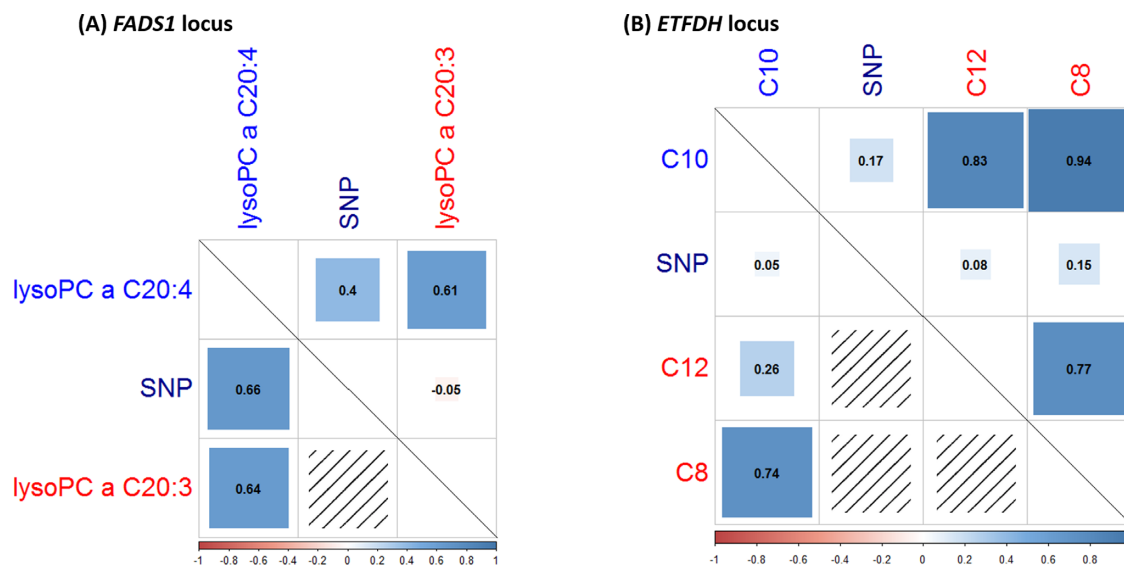 (A) FADS1 locus
lysoPC a C20:4
SNP
lysoPC a C20:3
lysoPC a C20:4
0.4
0.61
SNP
0.66
-0.05
lysoPC a C20:3
0.64
-1 -0.8 -0.6 -0.4 -0.2 0 0.2 0.4 0.6 0.8 1
(B) ETFDH locus
C10
SNP
C12
C8
C10
0.17
0.83
0.94
SNP
0.05
0.08
0.15
C12
0.26
0.77
C8
0.74
-1 -0.8 -0.6 -0.4 -0.2 0 0.2 0.4 0.6 0.8